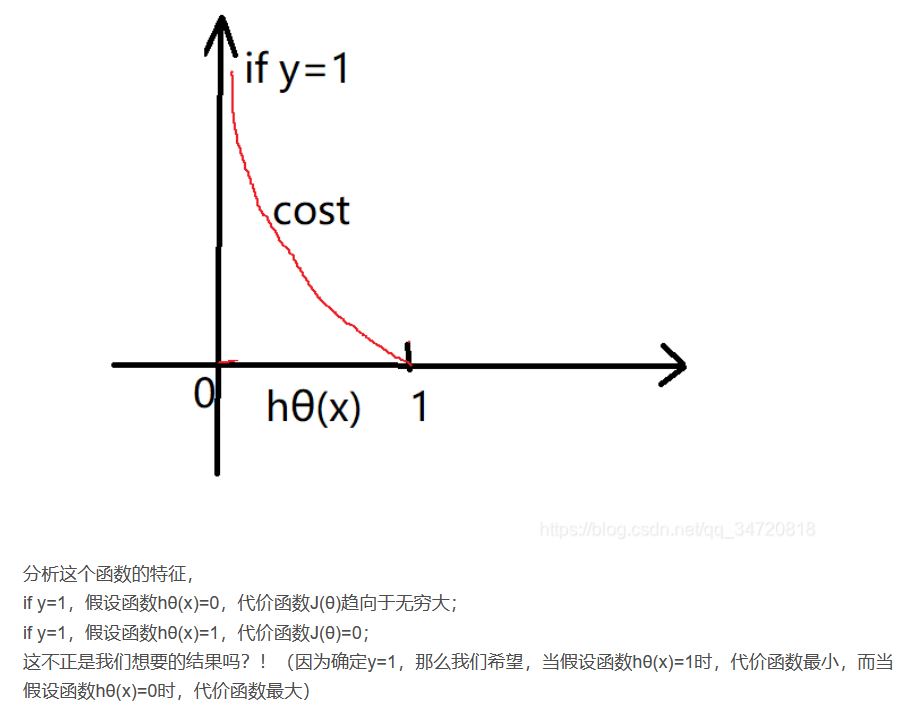 if y=1
cost
0
hθ(x)
1
https://blog.csdn.net/qq_34720818
分析这个函数的特征，
if y=1，假设函数hθ(x)=0，代价函数J(θ)趋向于无穷大；
if y=1，假设函数hθ(x)=1，代价函数J(θ)=0；
这不正是我们想要的结果吗？！（因为确定y=1，那么我们希望，当假设函数hθ(x)=1时，代价函数最小，而当
假设函数hθ(x)=0时，代价函数最大）